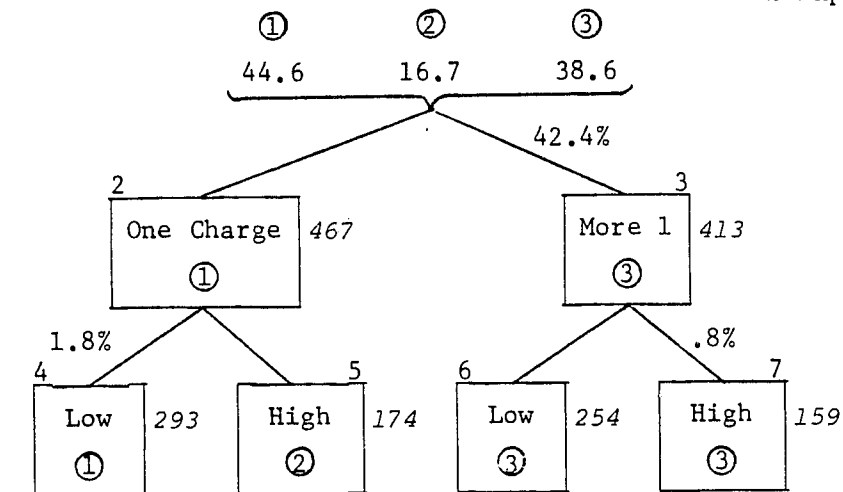 ① ② ③
44.6 16.7 38.6
42.4%
2 3
One Charge 467 More 1 413
① ③
1.8% .8%
4 5 6 7
Low 293 High 174 Low 254 High 159
① ② ③ ③